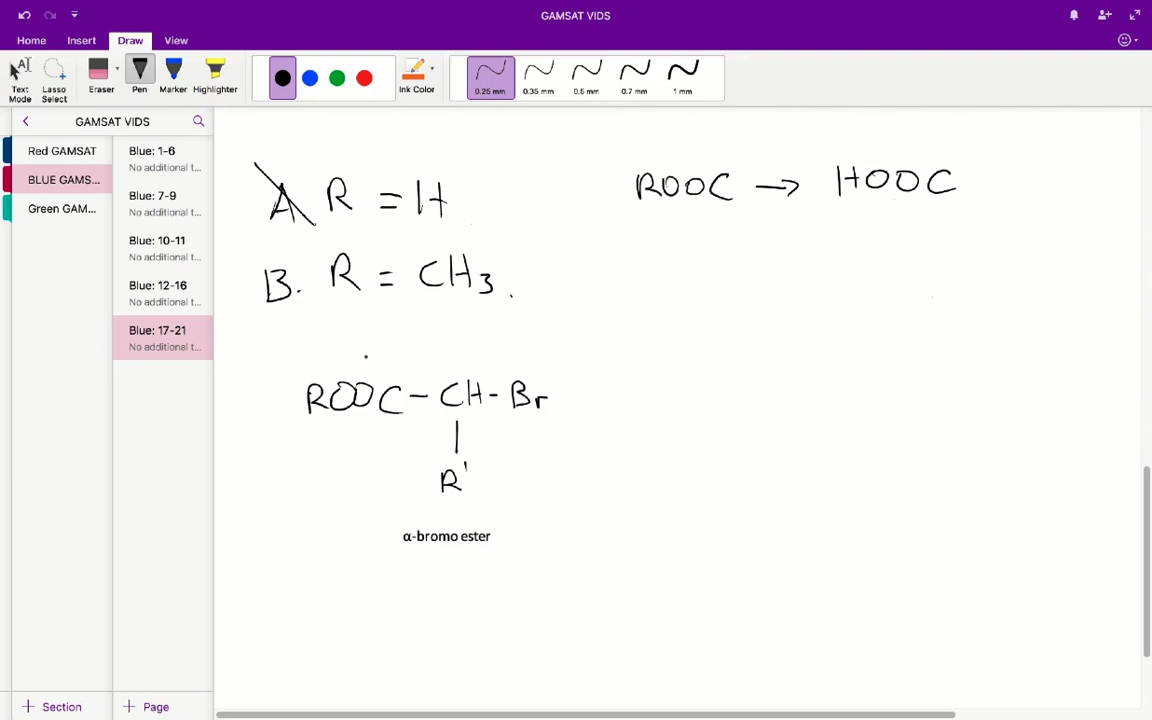 GAMSAT VIDS
Home Insert Draw View
Text Mode
Lasso Select
Eraser
Pen
Marker
Highlighter
Ink Color
0.25 mm
0.35 mm
0.5 mm
0.7 mm
1 mm
GAMSAT VIDS
Red GAMSAT
BLUE GAMS...
Green GAM...
Blue: 1-6
No additional t...
Blue: 7-9
No additional t...
Blue: 10-11
No additional t...
Blue: 12-16
No additional t...
Blue: 17-21
No additional t...
A R = H
ROOC → HOOC
B. R = CH3.
ROOC - CH - Br
|
R'
α-bromo ester
+ Section
+ Page